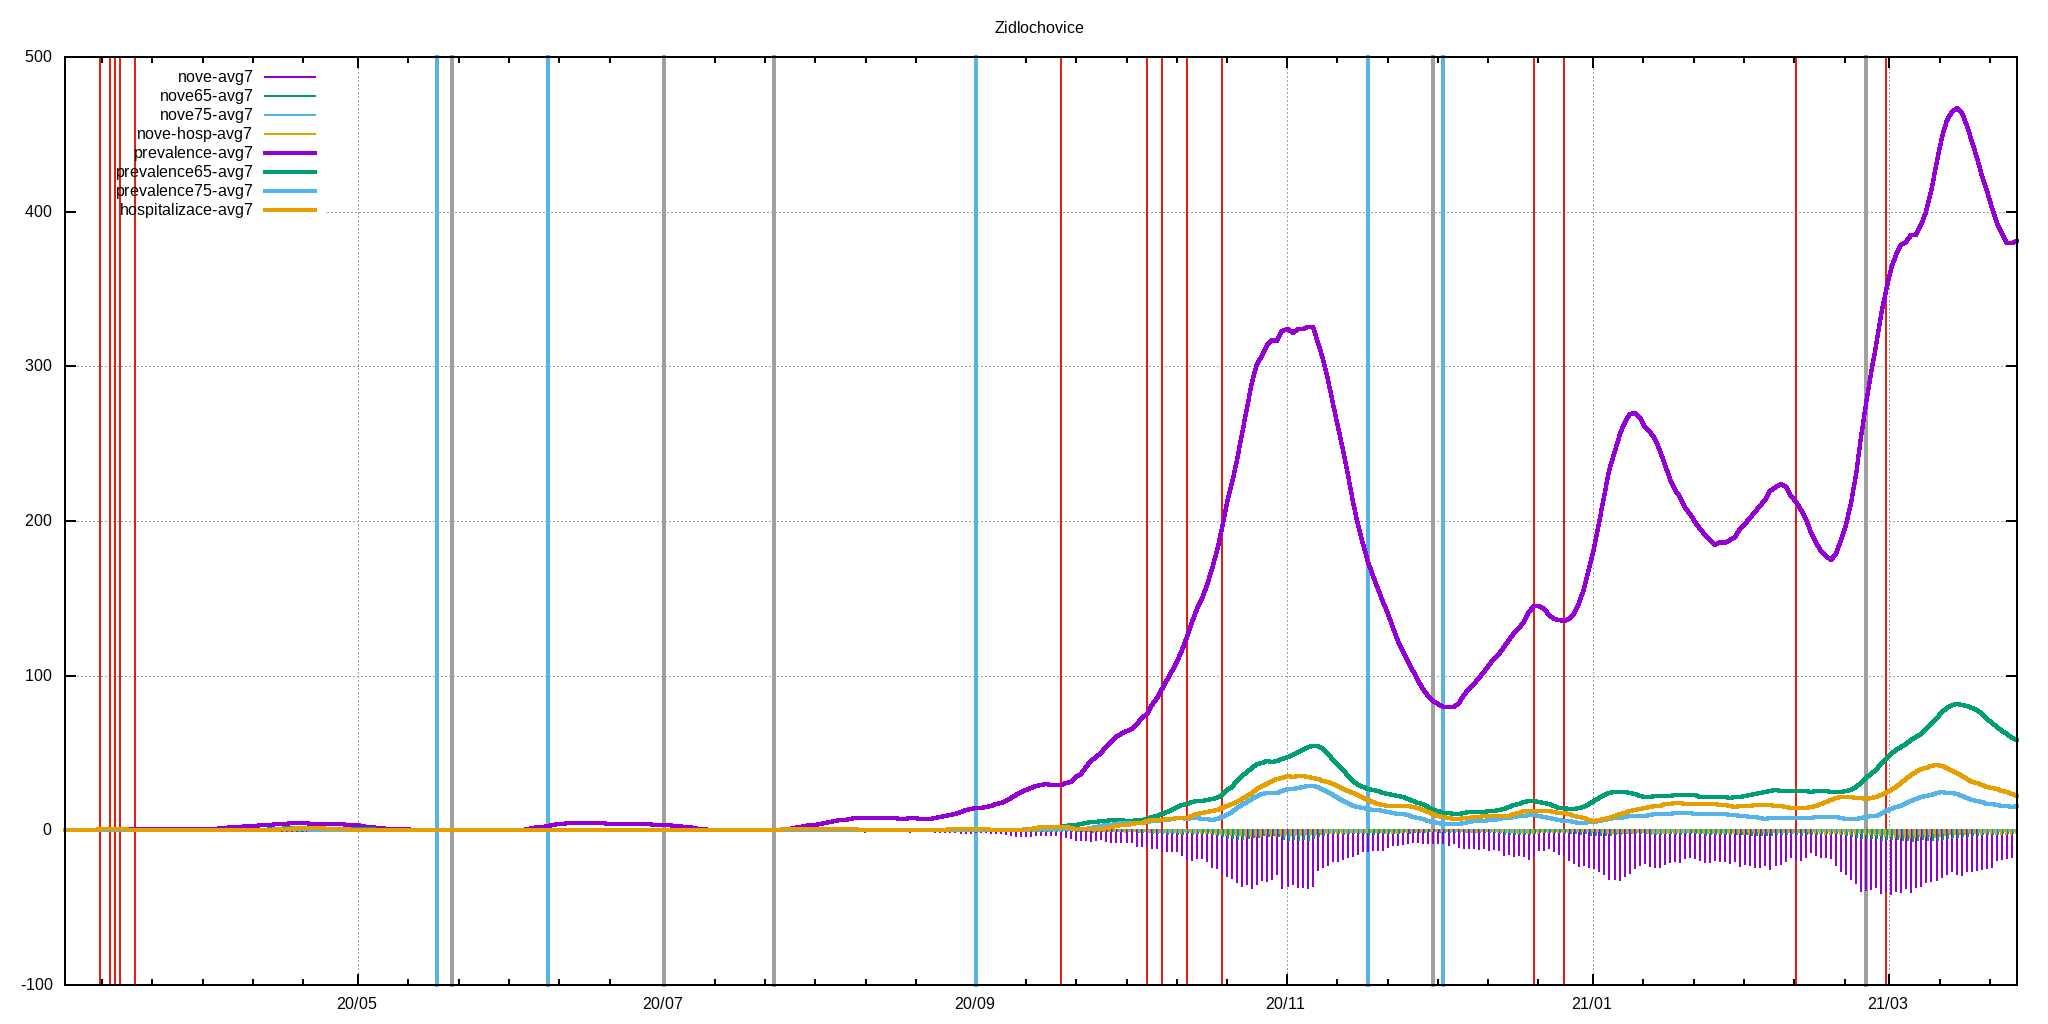 Zidlochovice
500
nove-avg7
nove65-avg7
nove75-avg7
nove-hosp-avg7
prevalence-avg7
prevalence65-avg7
prevalence75-avg7
hospitalizace-avg7
400
300
200
100
0
-100
20/05 20/07 20/09 20/11 21/01 21/03